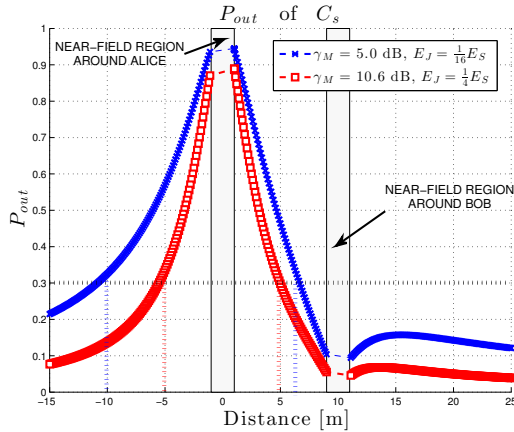 P_out of C_s
NEAR−FIELD REGION
AROUND ALICE
γ_M = 5.0 dB, E_J = 1/16 E_S
γ_M = 10.6 dB, E_J = 1/4 E_S
NEAR−FIELD REGION
AROUND BOB
P_out
1
0.9
0.8
0.7
0.6
0.5
0.4
0.3
0.2
0.1
0
−15 −10 −5 0 5 10 15 20 25
Distance [m]